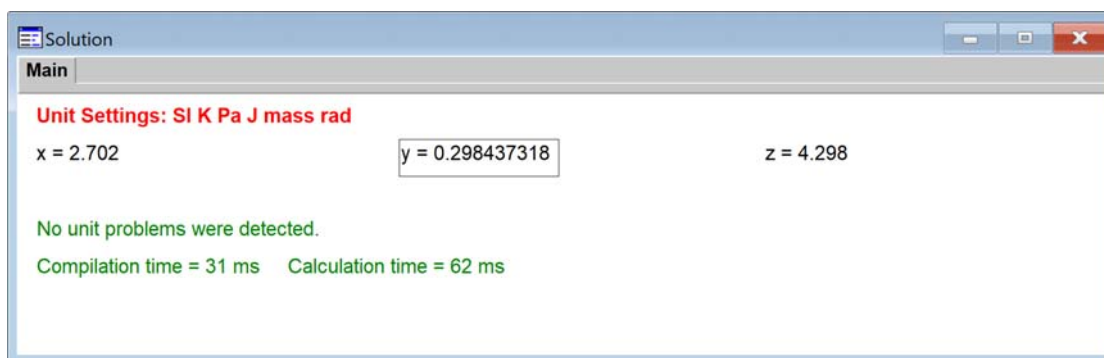 Solution
Main
Unit Settings: SI K Pa J mass rad
x = 2.702 y = 0.298437318 z = 4.298
No unit problems were detected.
Compilation time = 31 ms Calculation time = 62 ms